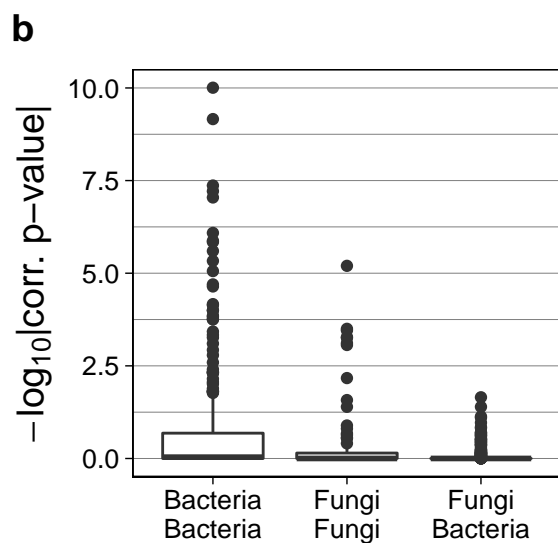 b
−log10|corr. p−value|
10.0
7.5
5.0
2.5
0.0
Bacteria Fungi Fungi
Bacteria Fungi Bacteria